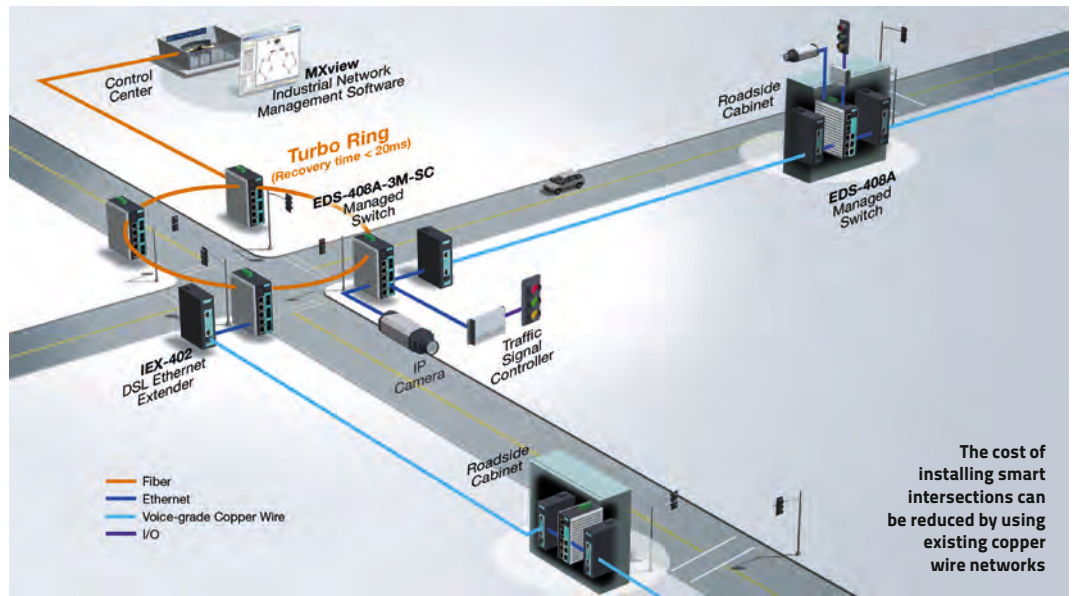 Control
Center
MXview
Industrial Network
Management Software
Turbo Ring
(Recovery time < 20ms)
EDS-408A-3M-SC
Managed
Switch
Roadside
Cabinet
EDS-408A
Managed
Switch
IEX-402
DSL Ethernet
Extender
IP
Camera
Traffic
Signal
Controller
Roadside
Cabinet
Fiber
Ethernet
Voice-grade Copper Wire
I/O
The cost of
installing smart
intersections can
be reduced by using
existing copper
wire networks